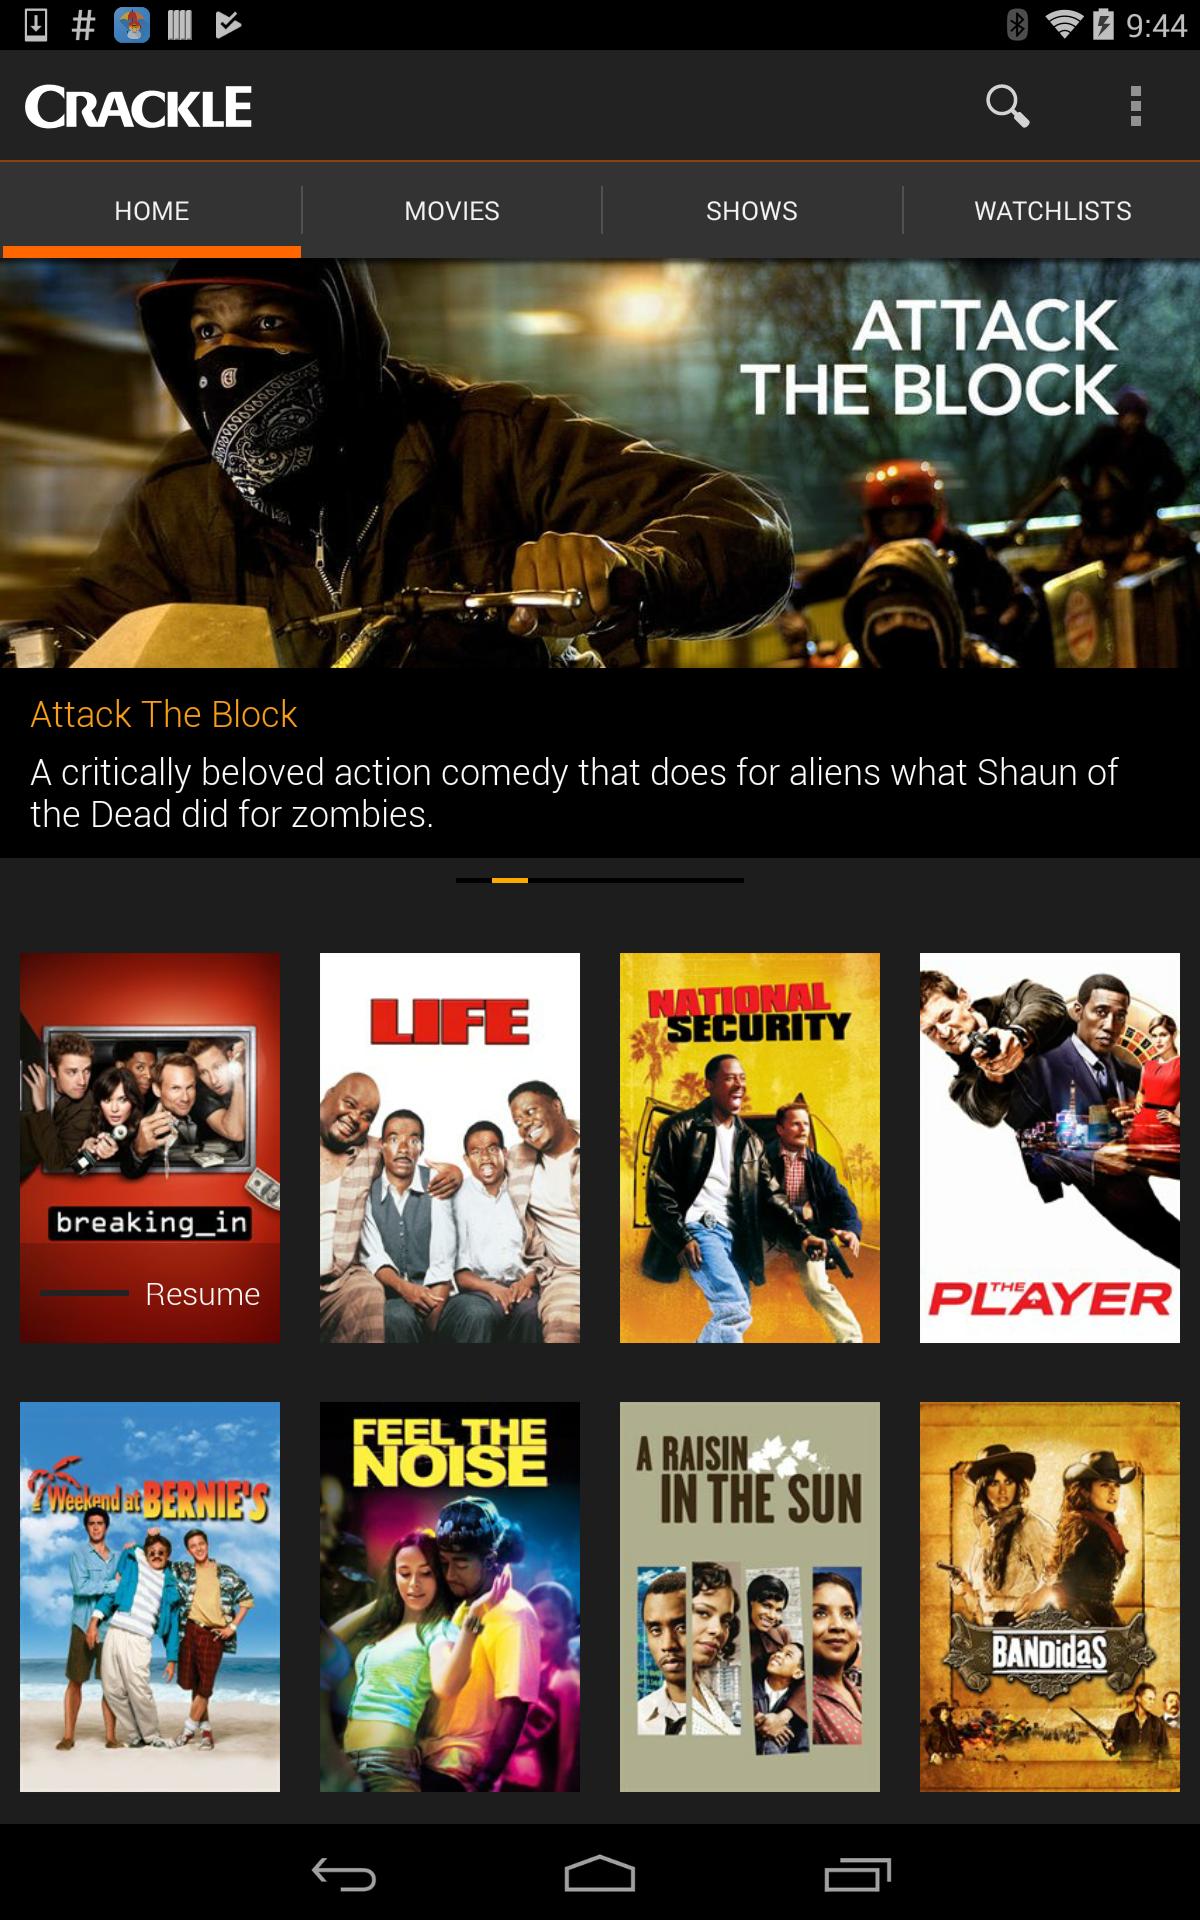 9:44
CRACKLE
HOME
MOVIES
SHOWS
WATCHLISTS
ATTACK
THE BLOCK
Attack The Block
A critically beloved action comedy that does for aliens what Shaun of
the Dead did for zombies.
breaking_in
Resume
LIFE
NATIONAL
SECURITY
THE
PLAYER
Weekend at BERNIE'S
FEEL THE
NOISE
A RAISIN
IN THE SUN
BANDidaS